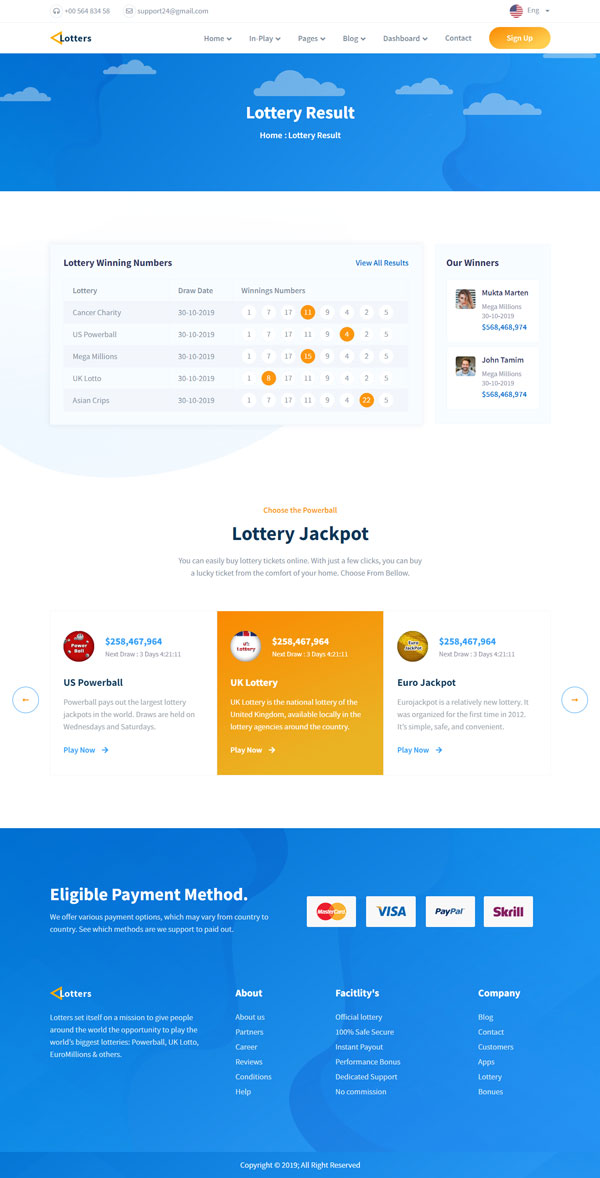 +00 564 834 58 support24@gmail.com Eng
Lotters Home In-Play Pages Blog Dashboard Contact Sign Up
Lottery Result
Home : Lottery Result
Lottery Winning Numbers View All Results
Lottery Draw Date Winnings Numbers
Cancer Charity 30-10-2019 1 7 17 11 9 4 2 5
US Powerball 30-10-2019 1 7 17 11 9 4 2 5
Mega Millions 30-10-2019 1 7 17 15 9 4 2 5
UK Lotto 30-10-2019 1 9 17 11 9 4 2 5
Asian Crips 30-10-2019 1 7 17 11 9 4 22 5
Our Winners
Mukta Marten
Mega Millions
30-10-2019
$568,468,974
John Tamim
Mega Millions
30-10-2019
$568,468,974
Choose the Powerball
Lottery Jackpot
You can easily buy lottery tickets online. With just a few clicks, you can buy
a lucky ticket from the comfort of your home. Choose From Bellow.
Power
Ball
$258,467,964
Next Draw : 3 Days 4:21:11
US Powerball
Powerball pays out the largest lottery
jackpots in the world. Draws are held on
Wednesdays and Saturdays.
Play Now
Lottery
$258,467,964
Next Draw : 3 Days 4:21:11
UK Lottery
UK Lottery is the national lottery of the
United Kingdom, available locally in the
lottery agencies around the country.
Play Now
Euro
JackPot
$258,467,964
Next Draw : 3 Days 4:21:11
Euro Jackpot
Eurojackpot is a relatively new lottery. It
was organized for the first time in 2012.
It's simple, safe, and convenient.
Play Now
Eligible Payment Method.
We offer various payment options, which may vary from country to
country. See which methods are we support to paid out.
MasterCard VISA PayPal Skrill
Lotters
Lotters set itself on a mission to give people
around the world the opportunity to play the
world's biggest lotteries: Powerball, UK Lotto,
EuroMillions & others.
About
About us
Partners
Career
Reviews
Conditions
Help
Facitlity's
Official lottery
100% Safe Secure
Instant Payout
Performance Bonus
Dedicated Support
No commission
Company
Blog
Contact
Customers
Apps
Lottery
Bonues
Copyright © 2019; All Right Reserved